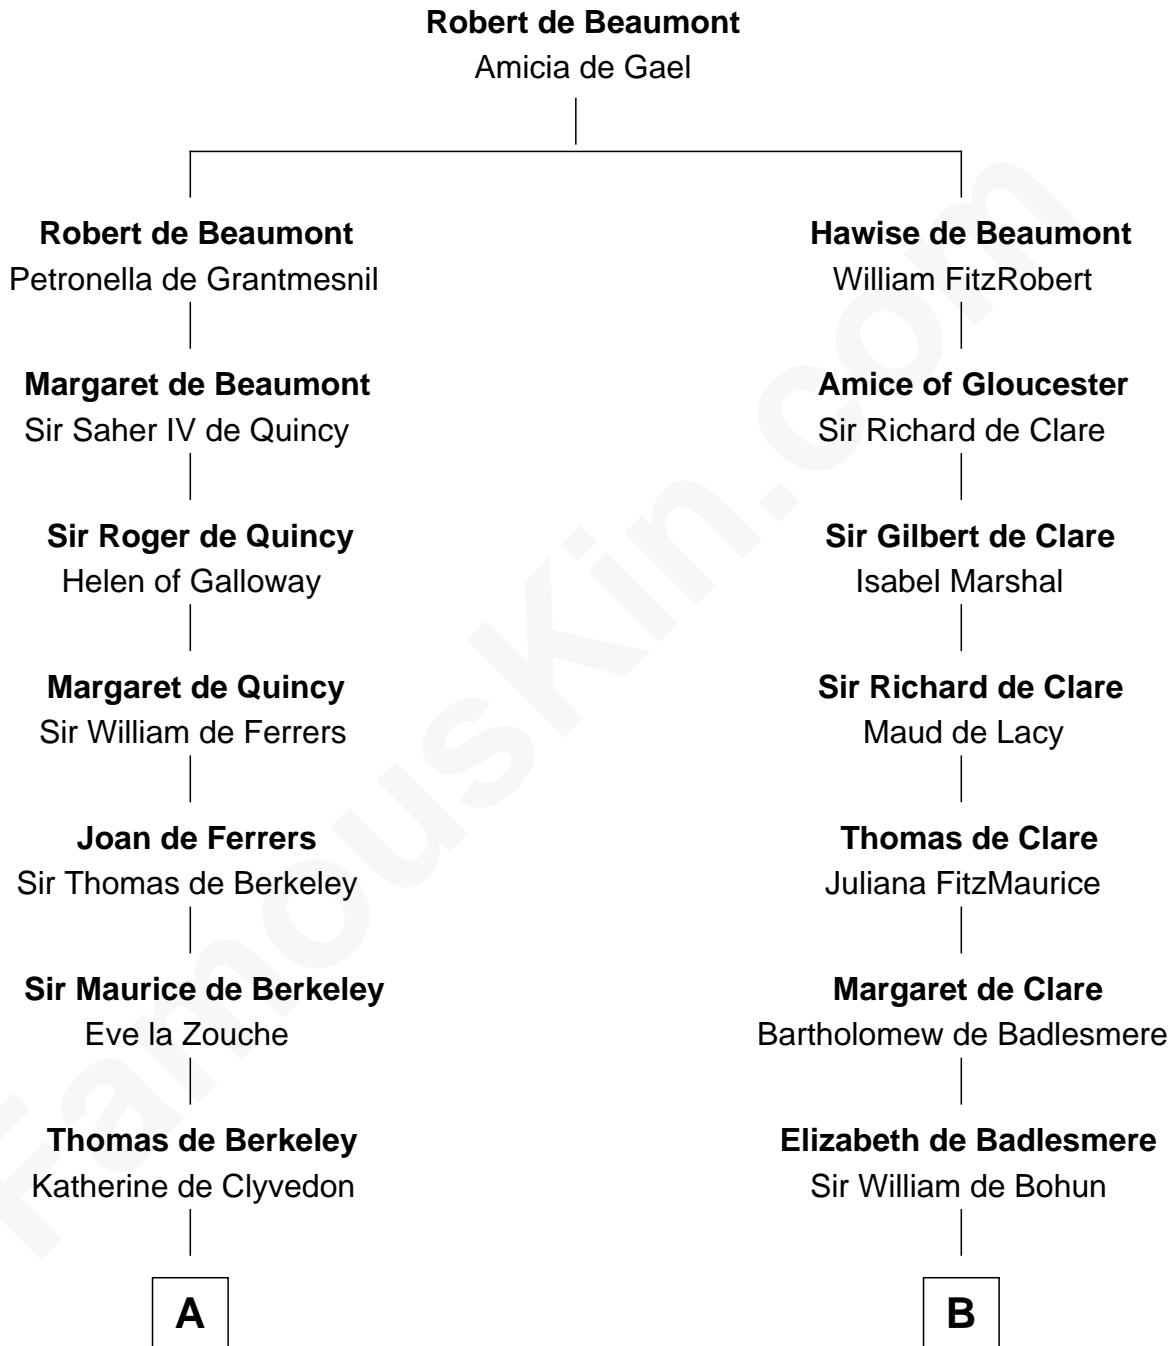 Robert de Beaumont
Amicia de Gael
Robert de Beaumont
Petronella de Grantmesnil
Hawise de Beaumont
William FitzRobert
Margaret de Beaumont
Sir Saher IV de Quincy
Amice of Gloucester
Sir Richard de Clare
Sir Roger de Quincy
Helen of Galloway
Sir Gilbert de Clare
Isabel Marshal
Margaret de Quincy
Sir William de Ferrers
Sir Richard de Clare
Maud de Lacy
Joan de Ferrers
Sir Thomas de Berkeley
Thomas de Clare
Juliana FitzMaurice
Sir Maurice de Berkeley
Eve la Zouche
Margaret de Clare
Bartholomew de Badlesmere
Thomas de Berkeley
Katherine de Clyvedon
Elizabeth de Badlesmere
Sir William de Bohun
A
B
FamousKin.com